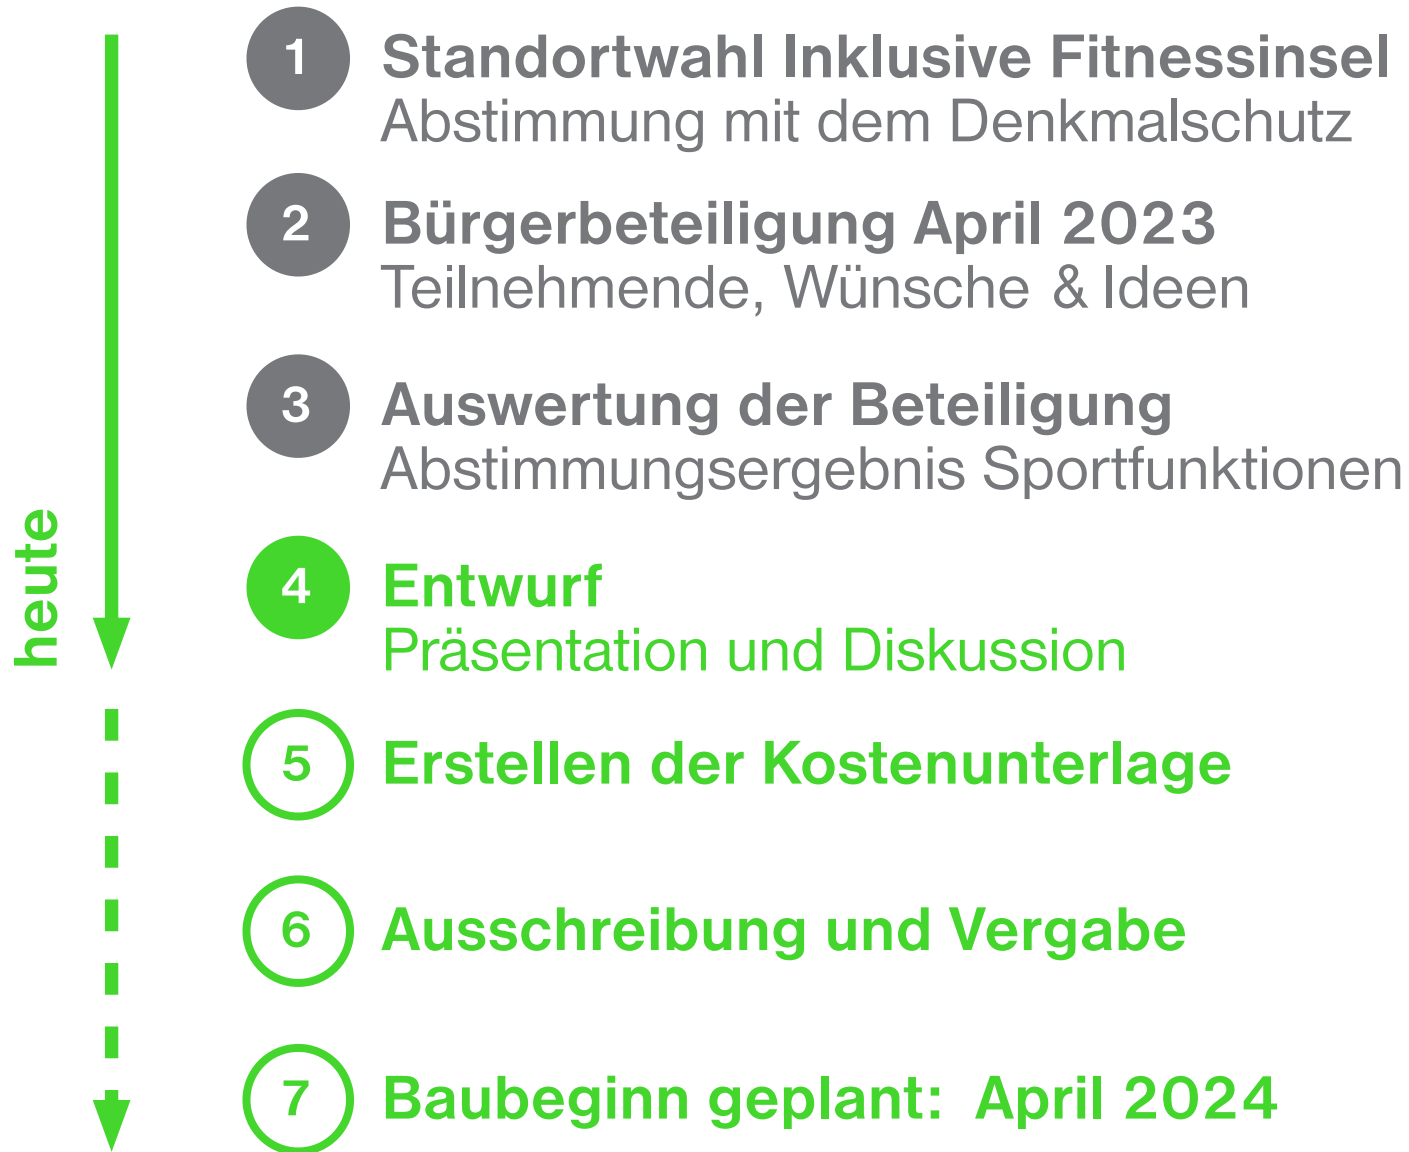 1 Standortwahl Inklusive Fitnessinsel
Abstimmung mit dem Denkmalschutz
2 Bürgerbeteiligung April 2023
Teilnehmende, Wünsche & Ideen
3 Auswertung der Beteiligung
Abstimmungsergebnis Sportfunktionen
heute
4 Entwurf
Präsentation und Diskussion
5 Erstellen der Kostenunterlage
6 Ausschreibung und Vergabe
7 Baubeginn geplant: April 2024